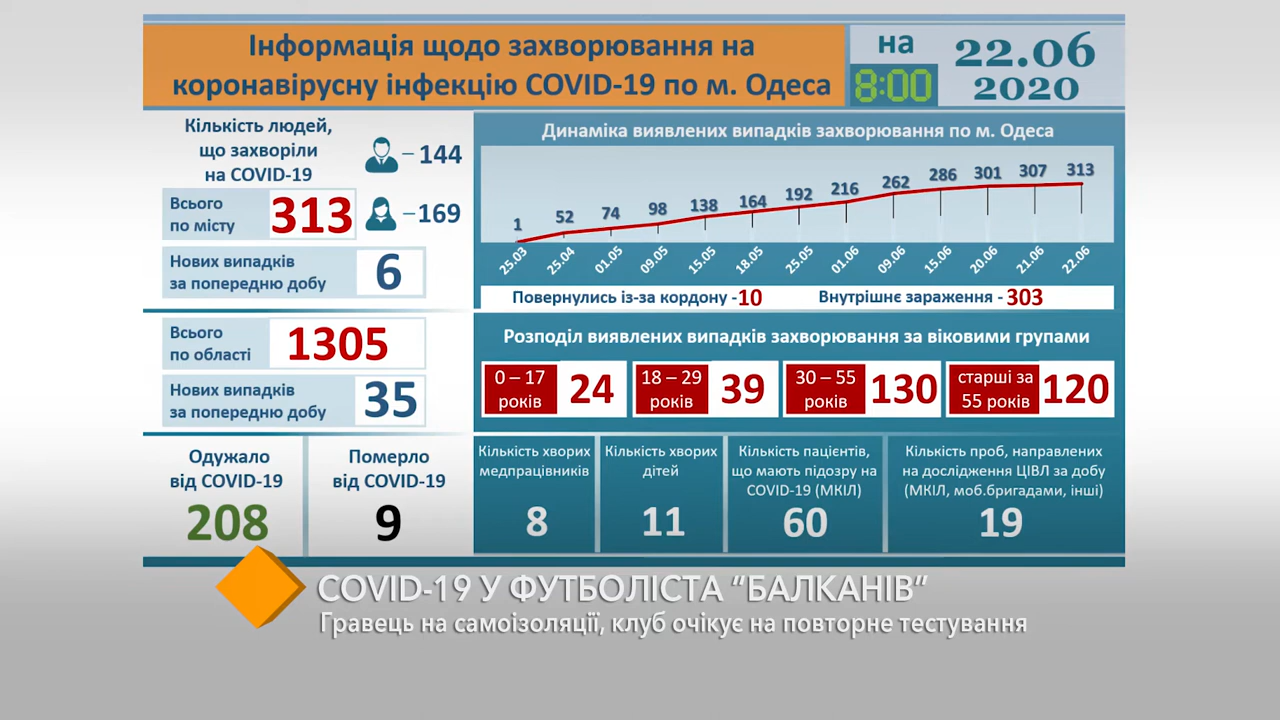 Інформація щодо захворювання на
коронавірусну інфекцію COVID-19 по м. Одеса
на
8:00
22.06
2020
Кількість людей,
що захворіли
на COVID-19
– 144
– 169
Всього
по місту
313
Нових випадків
за попередню добу
6
Всього
по області
1305
Нових випадків
за попередню добу
35
Одужало
від COVID-19
208
Померло
від COVID-19
9
Динаміка виявлених випадків захворювання по м. Одеса
1 52 74 98 138 164 192 216 262 286 301 307 313
25.03 25.04 01.05 09.05 15.05 18.05 25.05 01.06 09.06 15.06 20.06 21.06 22.06
Повернулись із-за кордону -10
Внутрішнє зараження - 303
Розподіл виявлених випадків захворювання за віковими групами
0 – 17
років
24
18 – 29
років
39
30 – 55
років
130
старші за
55 років
120
Кількість хворих
медпрацівників
8
Кількість хворих
дітей
11
Кількість пацієнтів,
що мають підозру на
COVID-19 (МКІЛ)
60
Кількість проб, направлених
на дослідження ЦІВЛ за добу
(МКІЛ, моб.бригадами, інші)
19
COVID-19 У ФУТБОЛІСТА “БАЛКАНІВ“
Гравець на самоізоляції, клуб очікує на повторне тестування